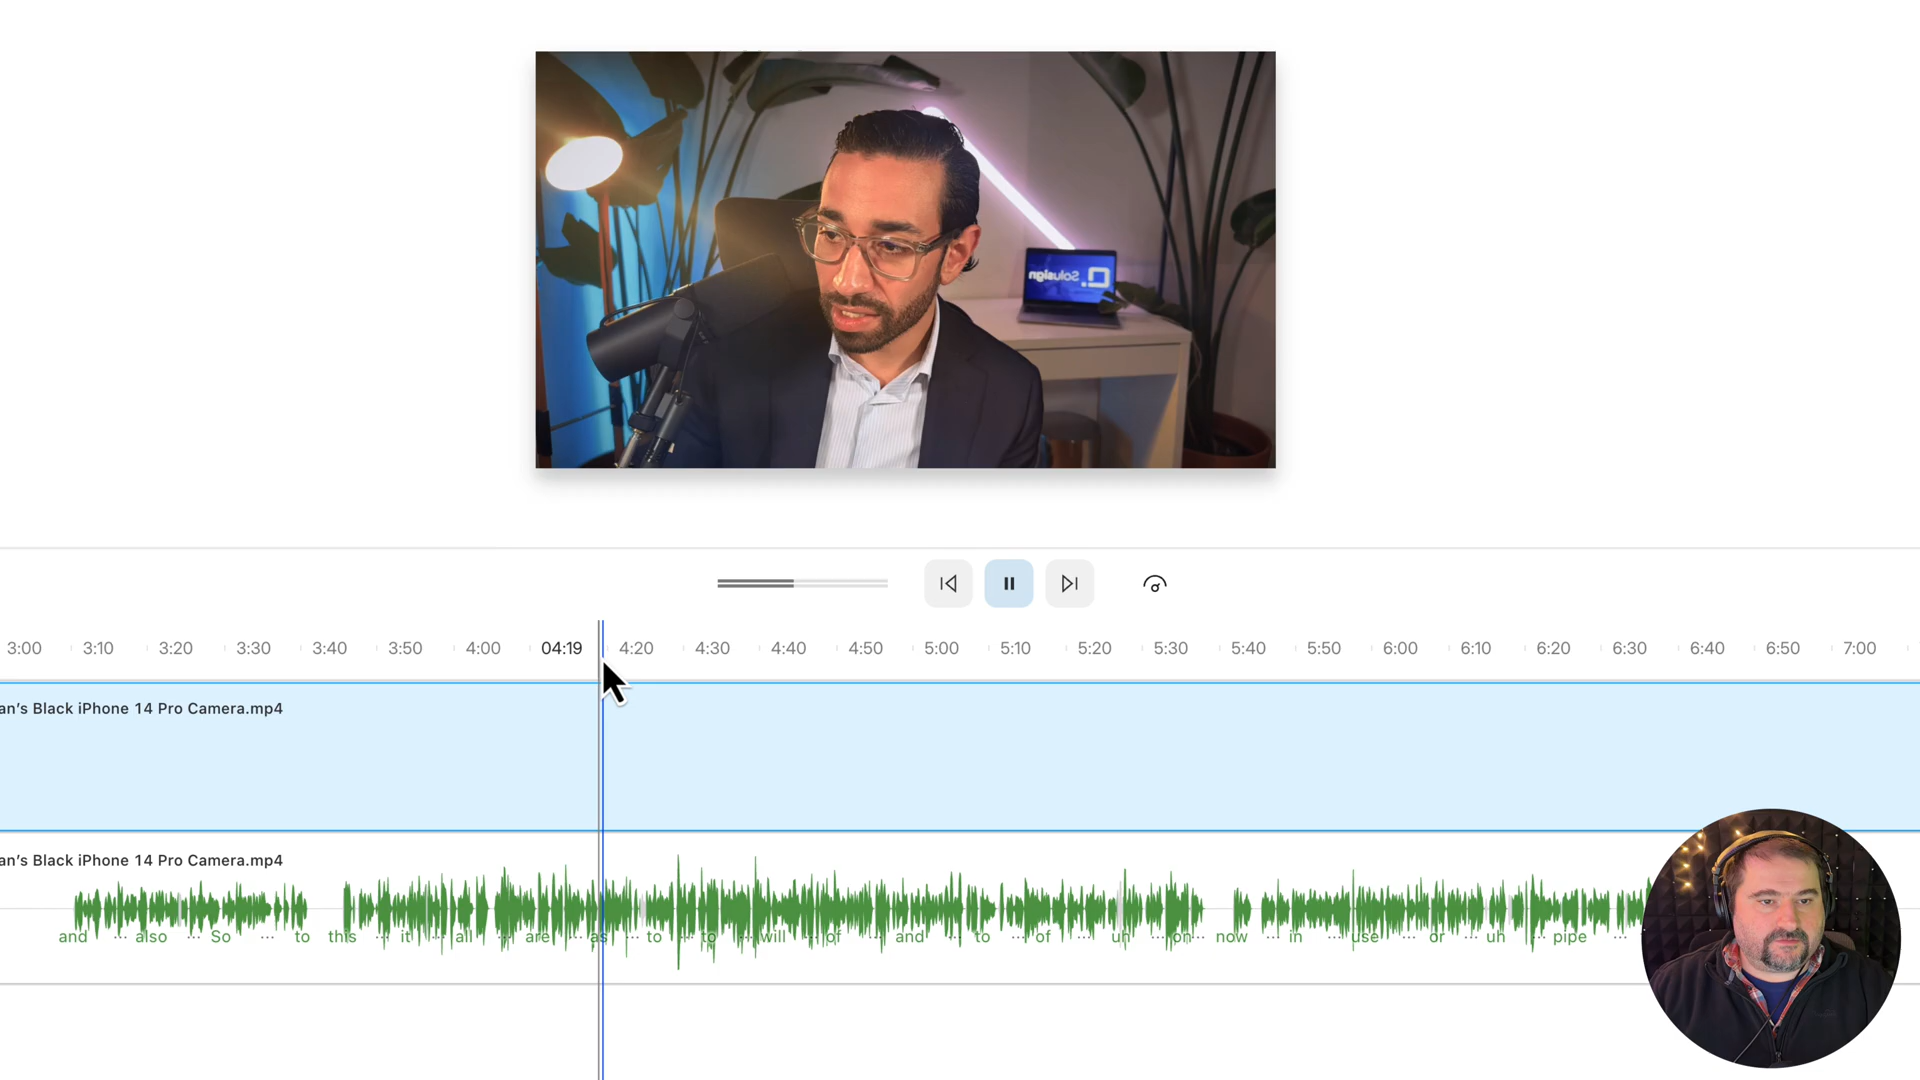 Solusign
3:00 3:10 3:20 3:30 3:40 3:50 4:00 04:19 4:20 4:30 4:40 4:50 5:00 5:10 5:20 5:30 5:40 5:50 6:00 6:10 6:20 6:30 6:40 6:50 7:00
an's Black iPhone 14 Pro Camera.mp4
an's Black iPhone 14 Pro Camera.mp4
and ··· also ··· So ··· to this ··· it ··· all ··· are ··· as ··· to ··· to ··· will ··· of ··· and ··· to ··· of ··· uh ··· on ··· now ··· in ··· use ··· or ··· uh ··· pipe ···